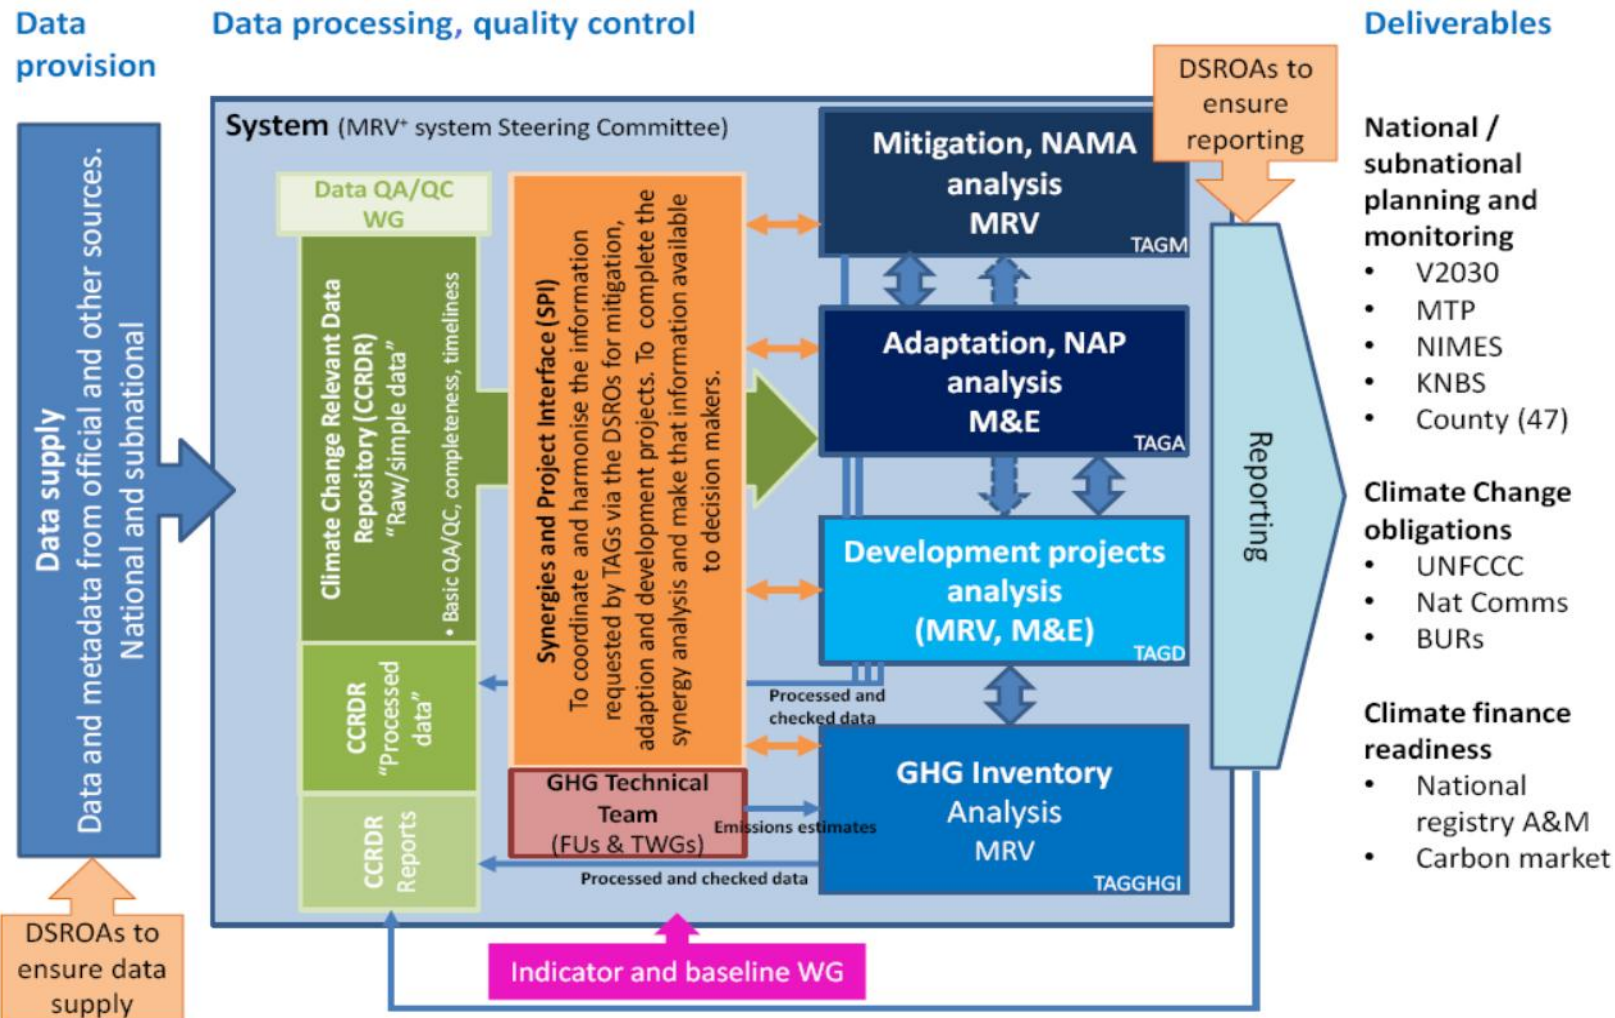 Data
provision
Data processing, quality control
Deliverables
Data supply
Data and metadata from official and other sources.
National and subnational
DSROAs to
ensure data
supply
System (MRV+ system Steering Committee)
Data QA/QC
WG
Climate Change Relevant Data
Repository (CCRDR)
"Raw/simple data"
• Basic QA/QC, completeness, timeliness
CCRDR
"Processed
data"
CCRDR
Reports
Synergies and Project Interface (SPI)
To coordinate and harmonise the information
requested by TAGs via the DSROs for mitigation,
adaption and development projects. To complete the
synergy analysis and make that information available
to decision makers.
GHG Technical
Team
(FUs & TWGs)
Mitigation, NAMA
analysis
MRV
TAGM
Adaptation, NAP
analysis
M&E
TAGA
Development projects
analysis
(MRV, M&E)
TAGD
Processed and
checked data
GHG Inventory
Analysis
MRV
TAGGHGI
Emissions estimates
Processed and checked data
Indicator and baseline WG
DSROAs to
ensure
reporting
Reporting
National /
subnational
planning and
monitoring
• V2030
• MTP
• NIMES
• KNBS
• County (47)
Climate Change
obligations
• UNFCCC
• Nat Comms
• BURs
Climate finance
readiness
• National
registry A&M
• Carbon market